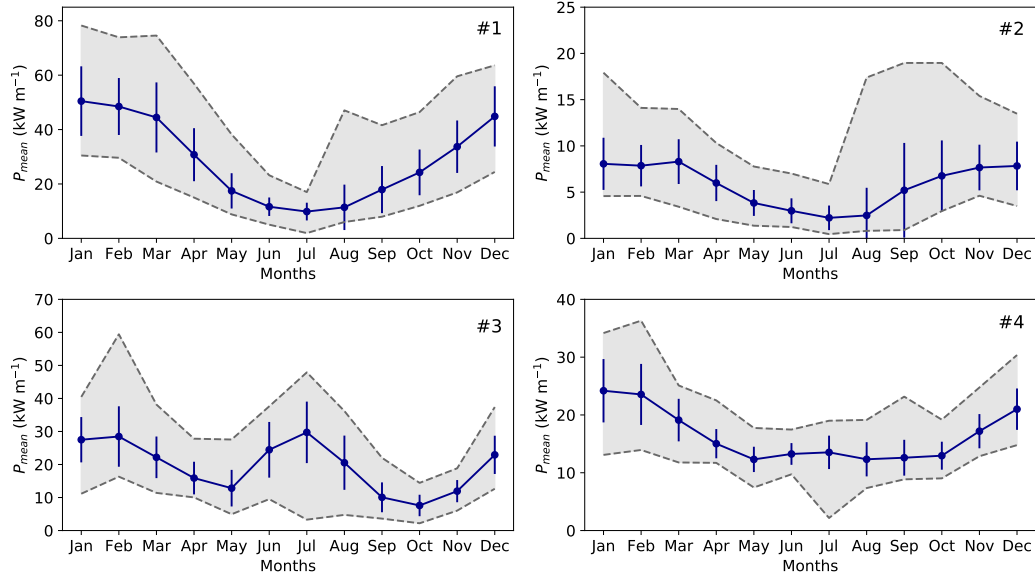 #1
P_mean (kW m⁻¹)
80
60
40
20
0
Jan Feb Mar Apr May Jun Jul Aug Sep Oct Nov Dec
Months
#2
P_mean (kW m⁻¹)
25
20
15
10
5
0
Jan Feb Mar Apr May Jun Jul Aug Sep Oct Nov Dec
Months
#3
P_mean (kW m⁻¹)
70
60
50
40
30
20
10
0
Jan Feb Mar Apr May Jun Jul Aug Sep Oct Nov Dec
Months
#4
P_mean (kW m⁻¹)
40
30
20
10
0
Jan Feb Mar Apr May Jun Jul Aug Sep Oct Nov Dec
Months